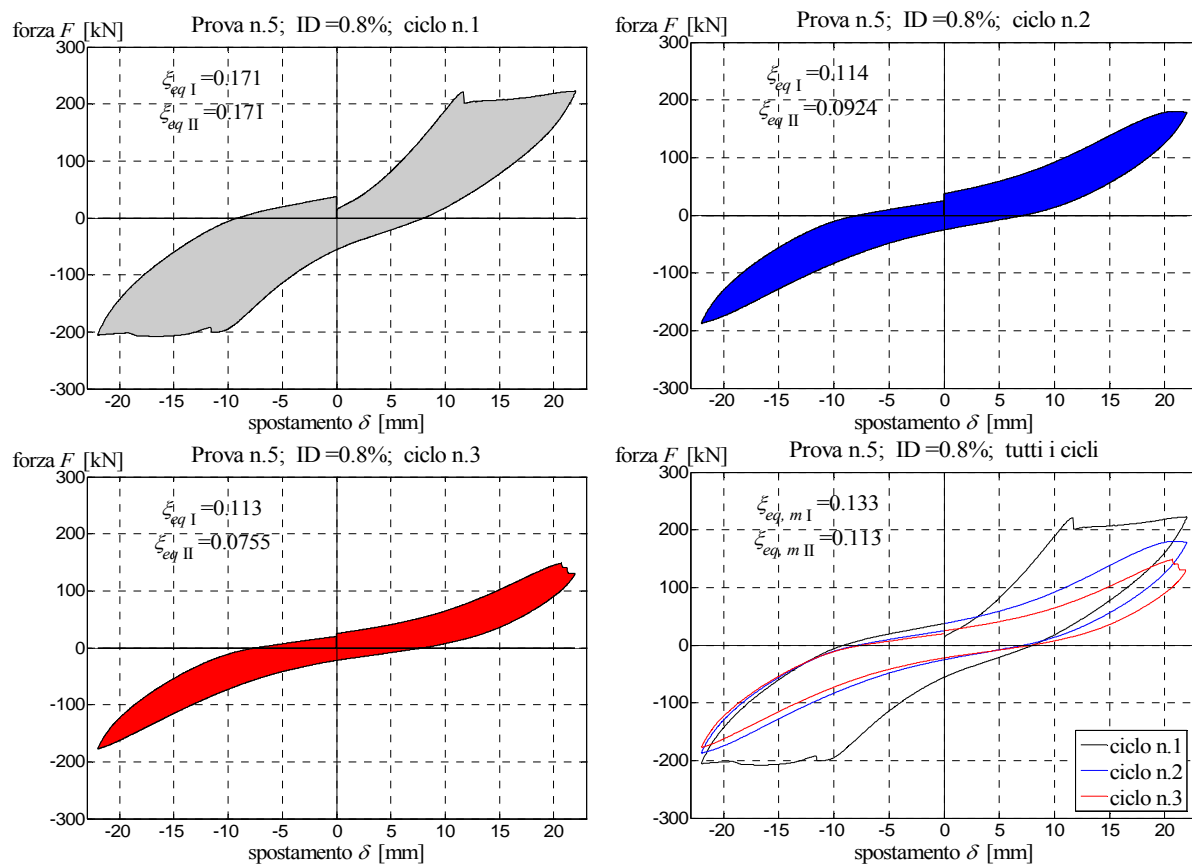 forza F [kN]
Prova n.5; ID =0.8%; ciclo n.1
300
200
100
0
-100
-200
-300
ξeq I =0.171
ξeq II =0.171
-20 -15 -10 -5 0 5 10 15 20
spostamento δ [mm]
forza F [kN]
Prova n.5; ID =0.8%; ciclo n.2
300
200
100
0
-100
-200
-300
ξeq I =0.114
ξeq II =0.0924
-20 -15 -10 -5 0 5 10 15 20
spostamento δ [mm]
forza F [kN]
Prova n.5; ID =0.8%; ciclo n.3
300
200
100
0
-100
-200
-300
ξeq I =0.113
ξeq II =0.0755
-20 -15 -10 -5 0 5 10 15 20
spostamento δ [mm]
forza F [kN]
Prova n.5; ID =0.8%; tutti i cicli
300
200
100
0
-100
-200
-300
ξeq, m I =0.133
ξeq, m II =0.113
ciclo n.1
ciclo n.2
ciclo n.3
-20 -15 -10 -5 0 5 10 15 20
spostamento δ [mm]